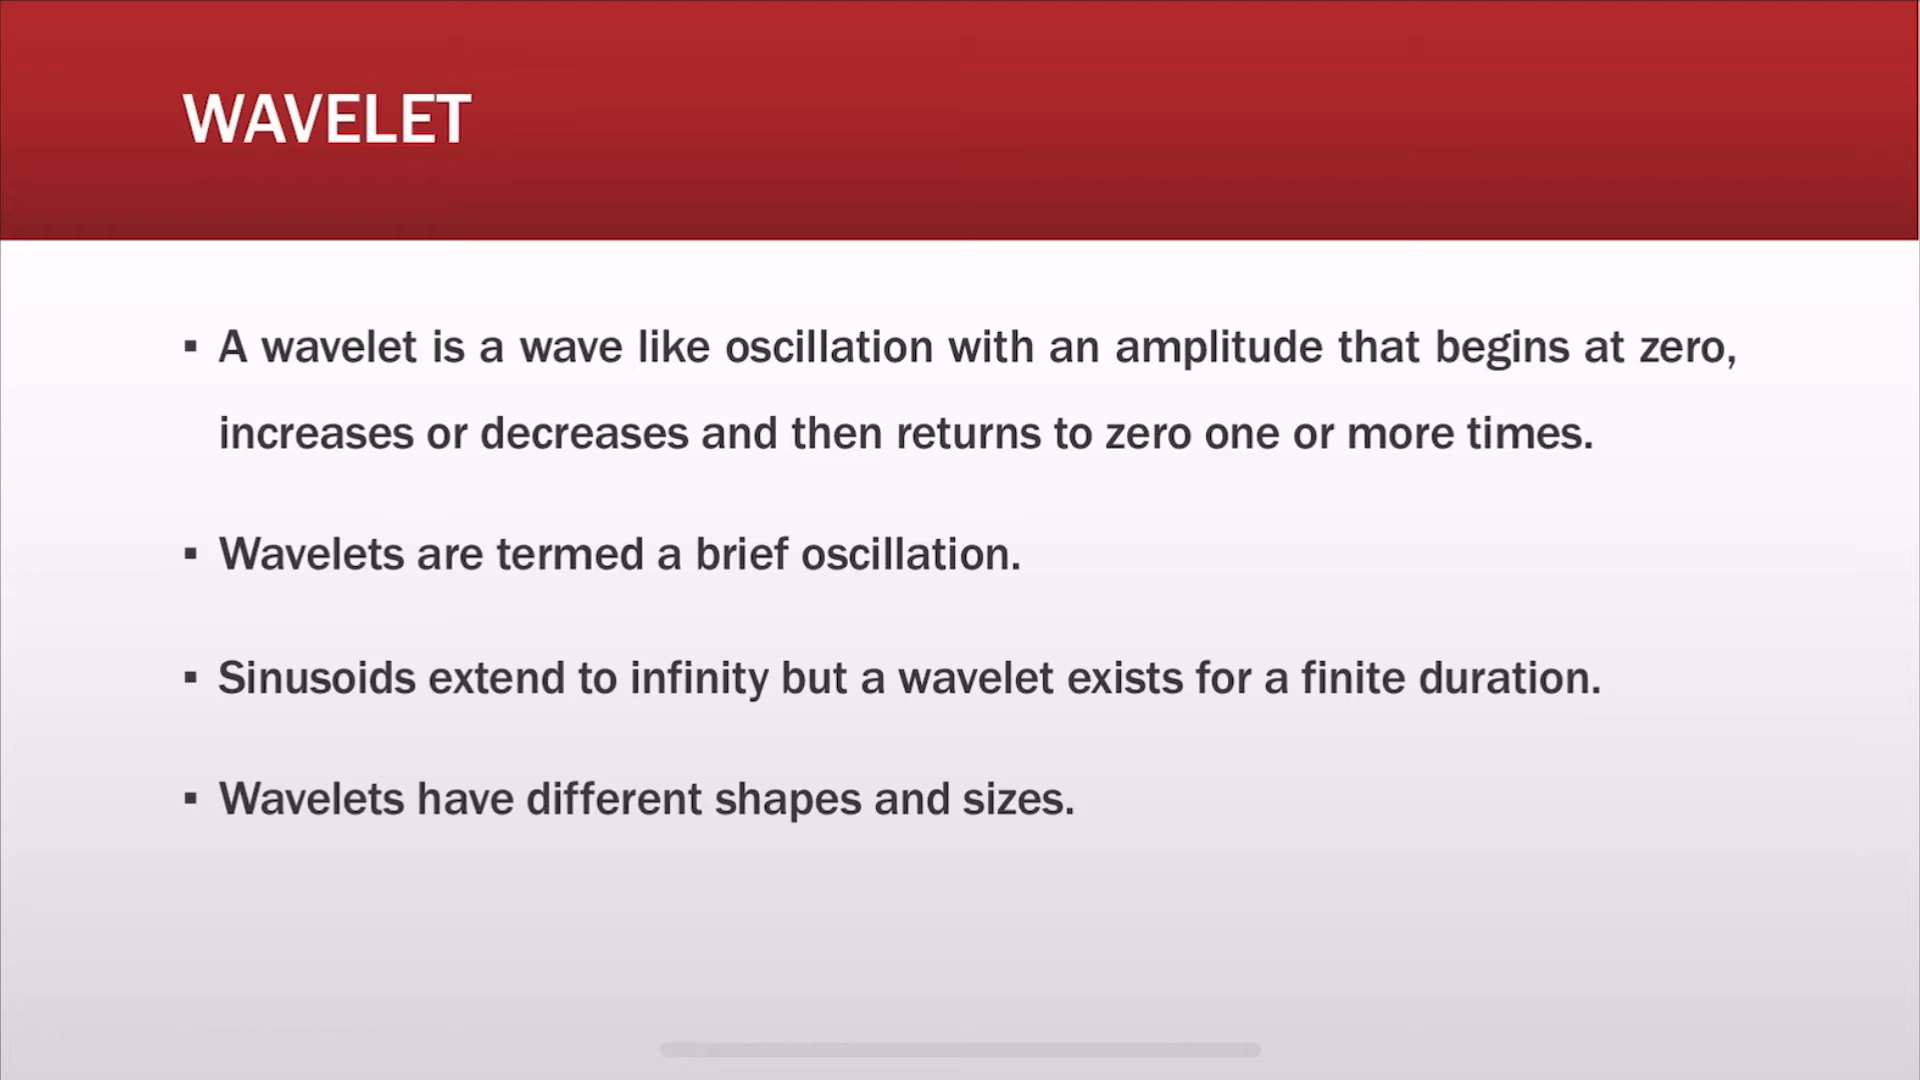 WAVELET
▪ A wavelet is a wave like oscillation with an amplitude that begins at zero,
increases or decreases and then returns to zero one or more times.
▪ Wavelets are termed a brief oscillation.
▪ Sinusoids extend to infinity but a wavelet exists for a finite duration.
▪ Wavelets have different shapes and sizes.